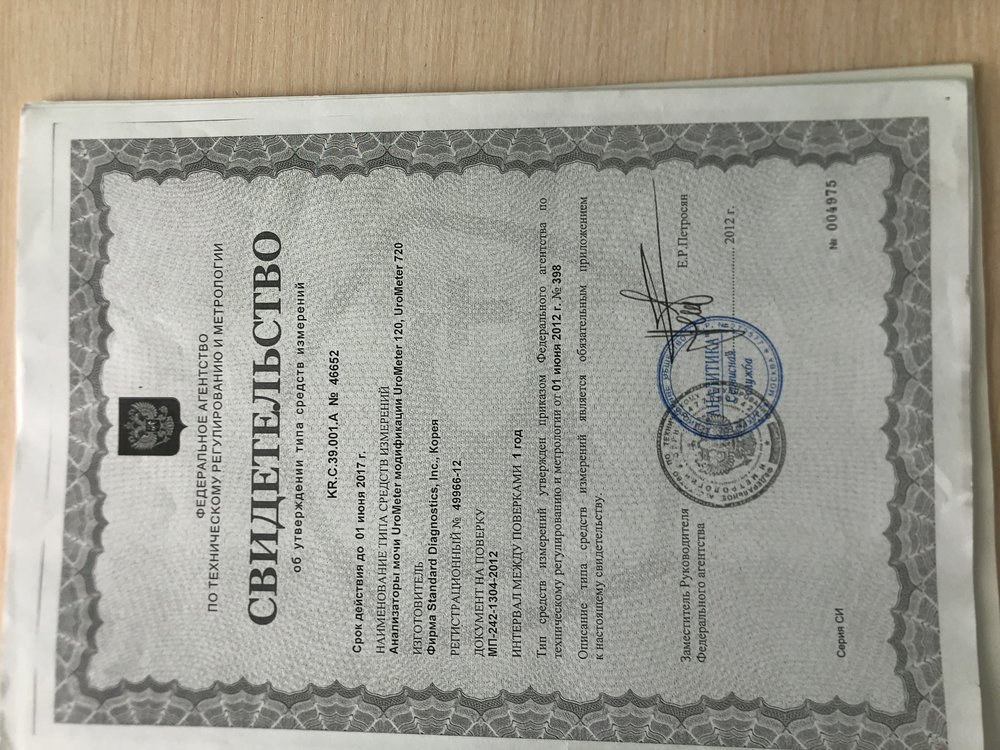 ФЕДЕРАЛЬНОЕ АГЕНТСТВО
ПО ТЕХНИЧЕСКОМУ РЕГУЛИРОВАНИЮ И МЕТРОЛОГИИ
СВИДЕТЕЛЬСТВО
об утверждении типа средств измерений
KR.C.39.001.A № 46652
Срок действия до 01 июня 2017 г.
НАИМЕНОВАНИЕ ТИПА СРЕДСТВ ИЗМЕРЕНИЙ
Анализаторы мочи UroMeter модификации UroMeter 120, UroMeter 720
ИЗГОТОВИТЕЛЬ
Фирма Standard Diagnostics, Inc., Корея
РЕГИСТРАЦИОННЫЙ № 49966-12
ДОКУМЕНТ НА ПОВЕРКУ
МП-242-1304-2012
ИНТЕРВАЛ МЕЖДУ ПОВЕРКАМИ 1 год
Тип средств измерений утвержден приказом Федерального агентства по
техническому регулированию и метрологии от 01 июня 2012 г. № 398
Описание типа средств измерений является обязательным приложением
к настоящему свидетельству.
Заместитель Руководителя
Федерального агентства
Е.Р.Петросян
2012 г.
АНАЛИТИКА
Сервисная
служба
МОСКВА
Серия СИ
№ 004975